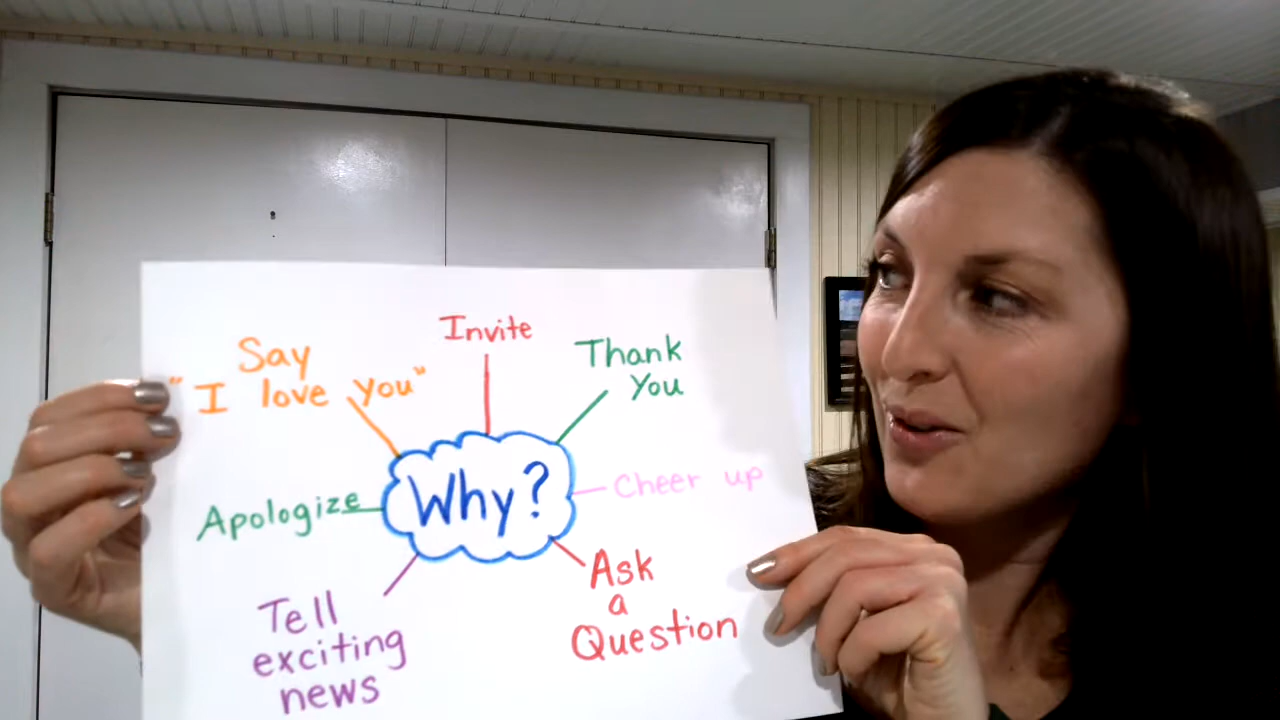 Invite
Thank
You
Say
"I love you"
Why?
Cheer up
Apologize
Ask
a
Question
Tell
exciting
news